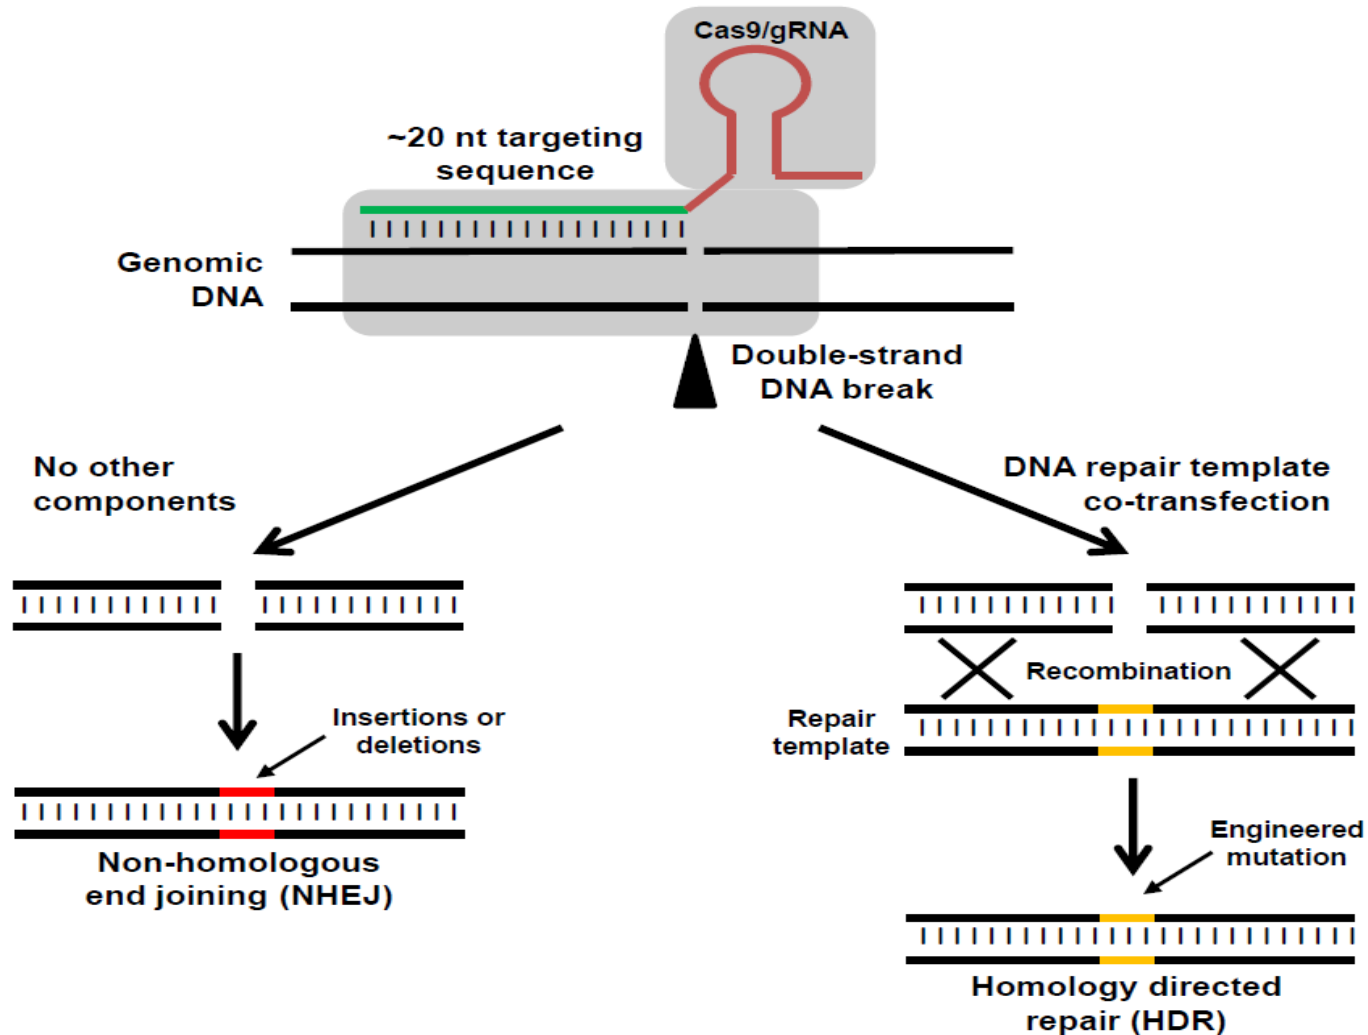 Cas9/gRNA
~20 nt targeting
sequence
Genomic
DNA
Double-strand
DNA break
No other
components
DNA repair template
co-transfection
Recombination
Insertions or
deletions
Repair
template
Non-homologous
end joining (NHEJ)
Engineered
mutation
Homology directed
repair (HDR)